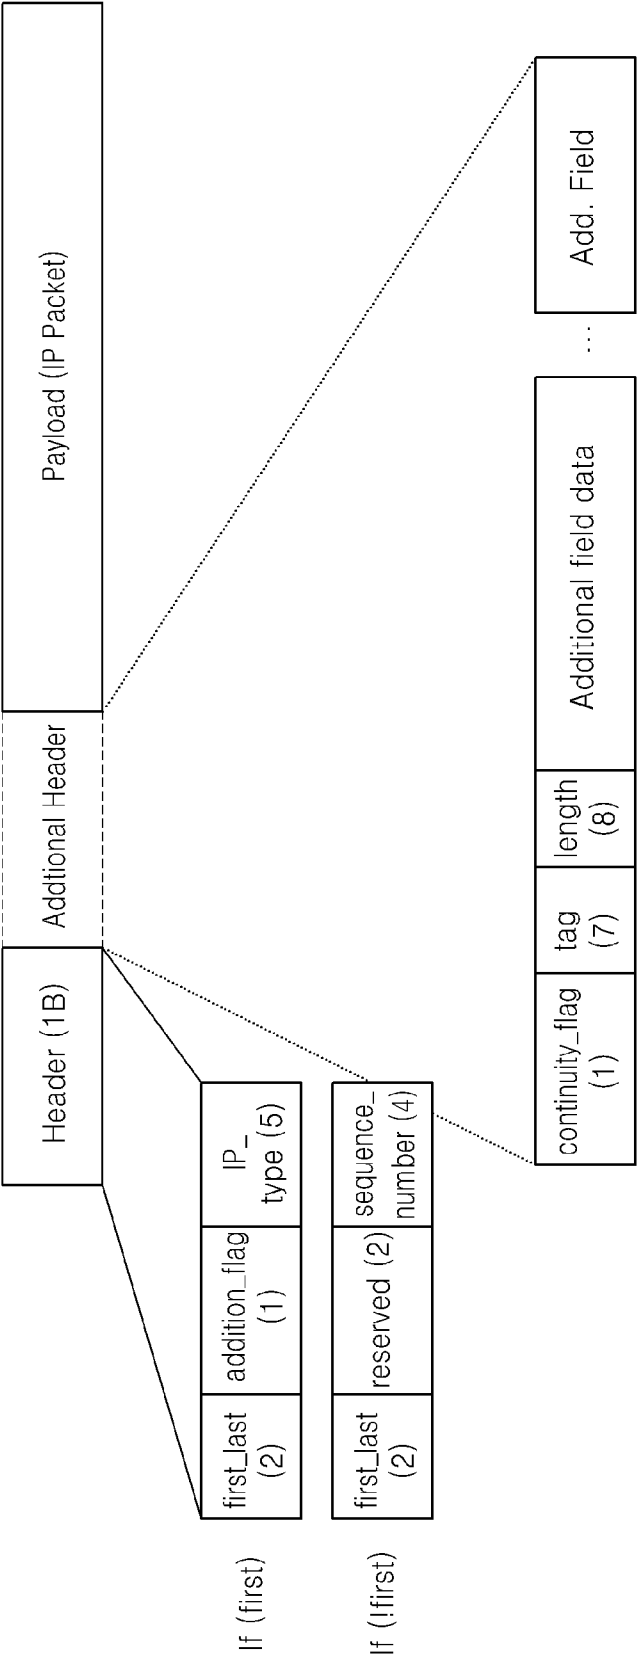 Header (1B)
Addtional Header
Payload (IP Packet)
If (first)
first_last
(2)
addition_flag
(1)
IP_
type (5)
If (!first)
first_last
(2)
reserved (2)
sequence_
number (4)
continuity_flag
(1)
tag
(7)
length
(8)
Additional field data
...
Add. Field